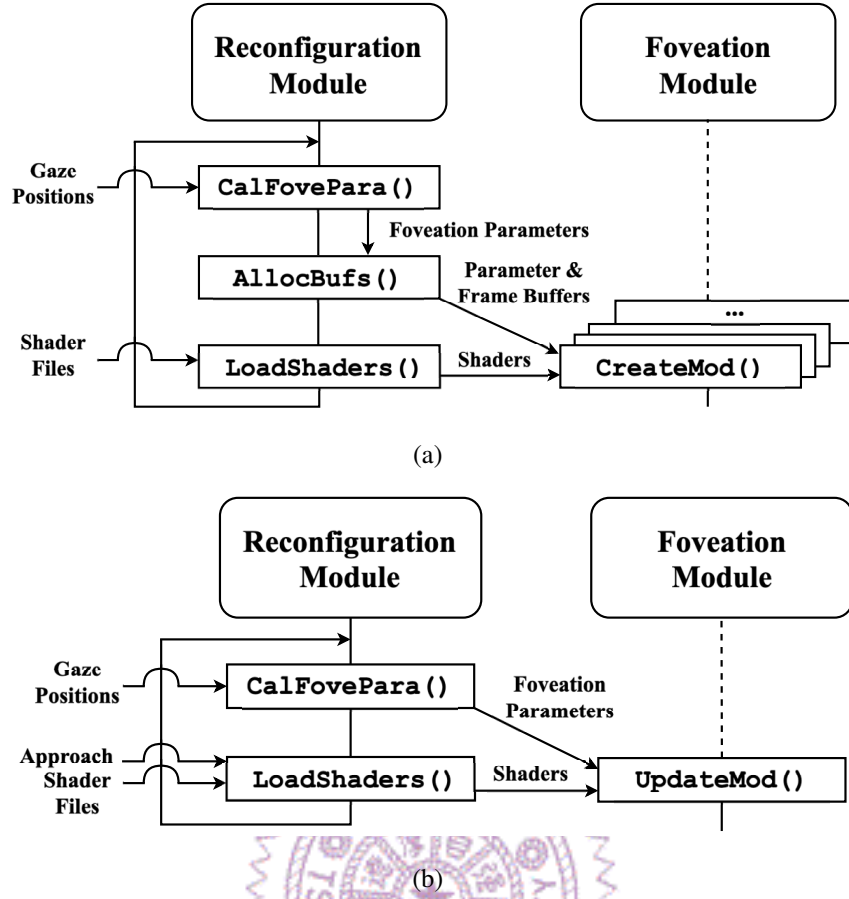 Reconfiguration
Module
Foveation
Module
Gaze
Positions
CalFovePara()
Foveation Parameters
AllocBufs()
Parameter &
Frame Buffers
...
Shader
Files
LoadShaders()
Shaders
CreateMod()
(a)
Reconfiguration
Module
Foveation
Module
Gaze
Positions
CalFovePara()
Foveation
Parameters
Approach
Shader
Files
LoadShaders()
Shaders
UpdateMod()
(b)